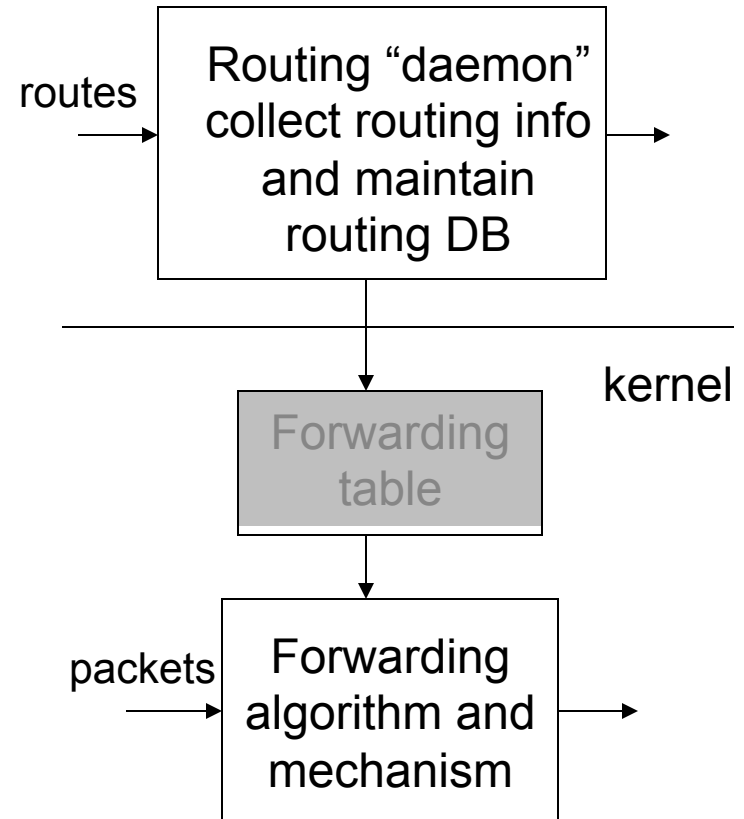 routes
Routing “daemon”
collect routing info
and maintain
routing DB
kernel
Forwarding
table
packets
Forwarding
algorithm and
mechanism